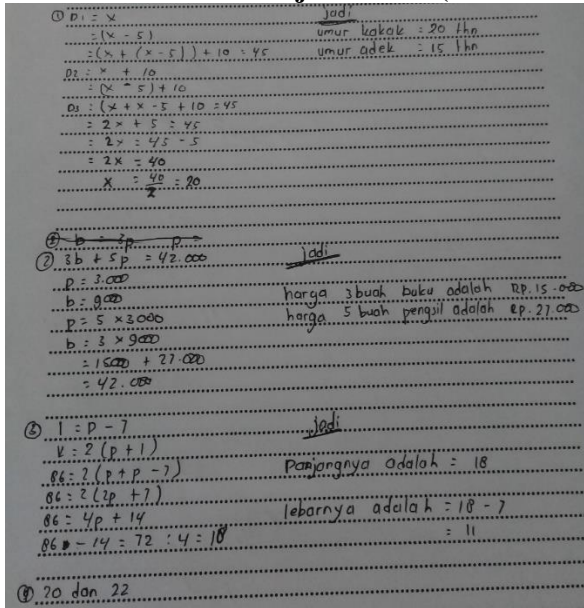 ① D1 = x
= (x - 5)
= (x + (x - 5)) + 10 = 45
D2 = x + 10
= (x - 5) + 10
D3 = (x + x - 5 + 10 = 45
= 2x + 5 = 45
= 2x = 45 - 5
= 2x = 40
x = 40/2 = 20
jadi
umur kakak = 20 thn
umur adek = 15 thn
② 3b + 5p = 42.000
p = 3.000
b = 9000
p = 5 x 3000
b = 3 x 9000
= 15000 + 27.000
= 42.000
jadi
harga 3 buah buku adalah Rp. 15.000
harga 5 buah pengsil adalah Rp. 27.000
③ l = p - 7
k = 2 (p + l)
86 = 2 (p + p - 7)
86 = 2 (2p + 7)
86 = 4p + 14
86 - 14 = 72 : 4 = 18
jadi
Panjangnya adalah = 18
lebarnya adalah = 18 - 7
= 11
④ 20 dan 22